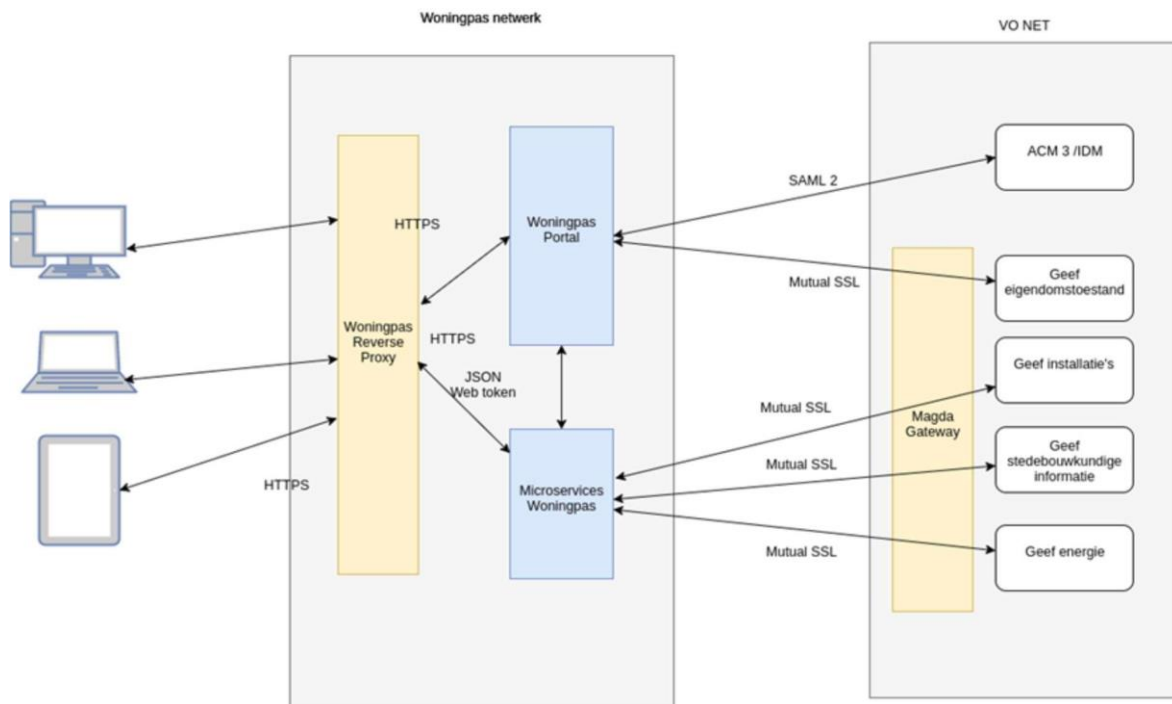 Woningpas netwerk
VO NET
ACM 3 /IDM
SAML 2
HTTPS
Woningpas
Portal
Mutual SSL
Geef
eigendomstoestand
Woningpas
Reverse
Proxy
HTTPS
JSON
Web token
Geef installatie's
Mutual SSL
Magda
Gateway
Geef
stedebouwkundige
informatie
Mutual SSL
HTTPS
Microservices
Woningpas
Mutual SSL
Geef energie